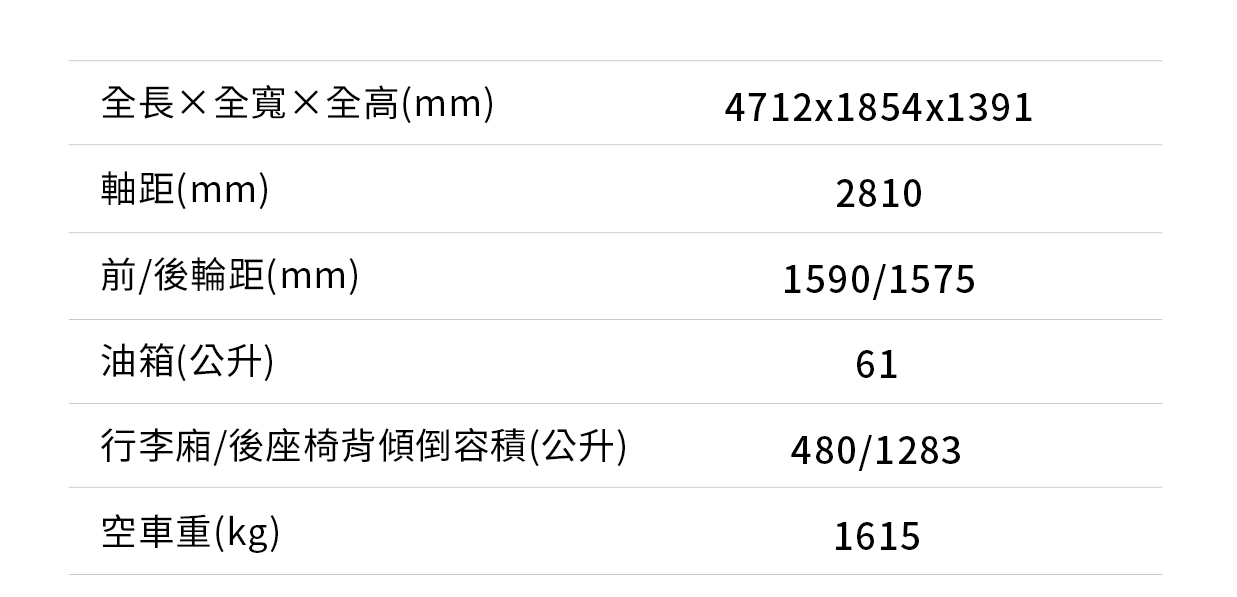 全長×全寬×全高(mm) 4712x1854x1391
軸距(mm) 2810
前/後輪距(mm) 1590/1575
油箱(公升) 61
行李廂/後座椅背傾倒容積(公升) 480/1283
空車重(kg) 1615